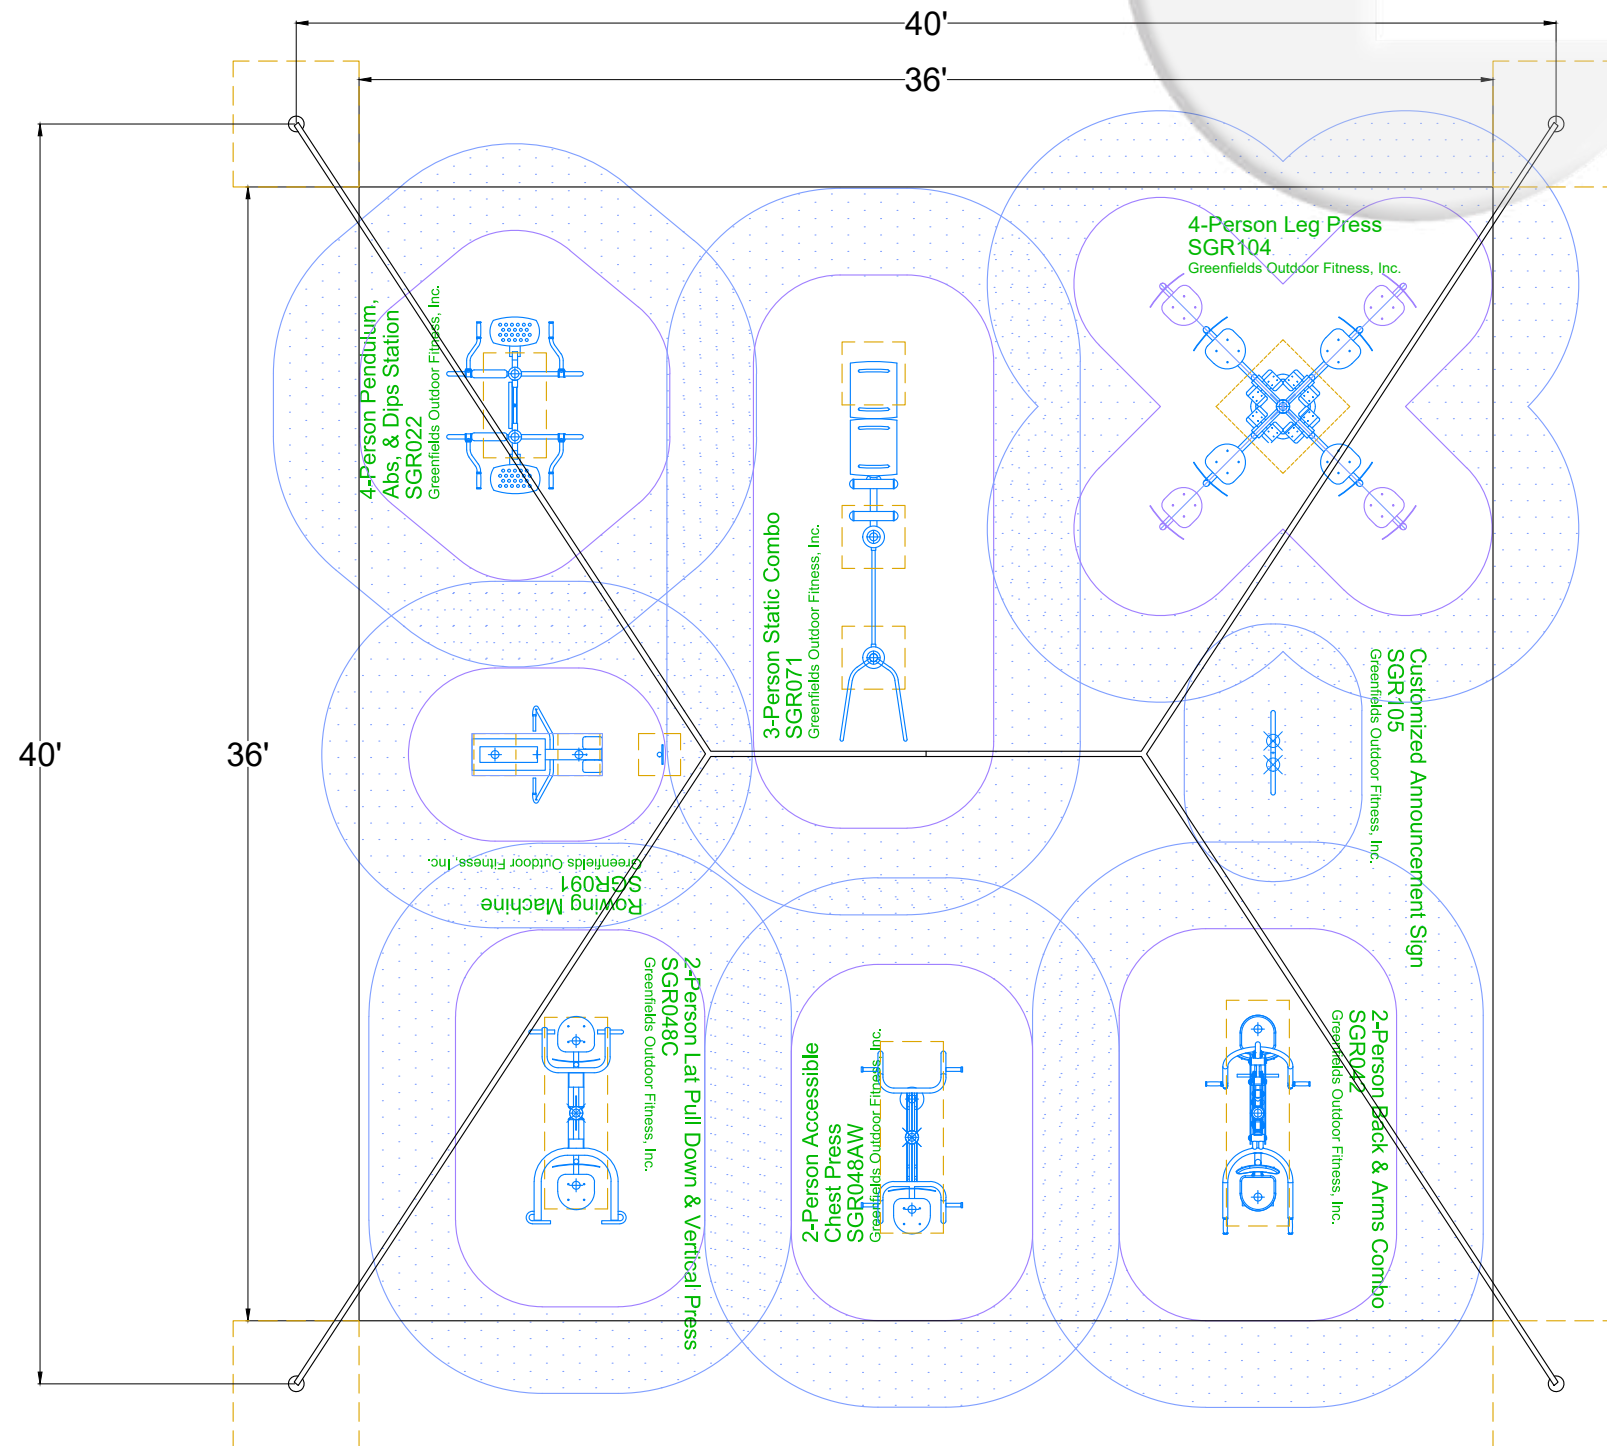 40'
36'
4-Person Leg Press
SGR104
Greenfields Outdoor Fitness, Inc.
4-Person Pendulum,
Abs, & Dips Station
SGR022
Greenfields Outdoor Fitness, Inc.
3-Person Static Combo
SGR071
Greenfields Outdoor Fitness, Inc.
Customized Announcement Sign
SGR105
Greenfields Outdoor Fitness, Inc.
40'
36'
Rowing Machine
SGR091
Greenfields Outdoor Fitness, Inc.
2-Person Lat Pull Down & Vertical Press
SGR048C
Greenfields Outdoor Fitness, Inc.
2-Person Accessible
Chest Press
SGR048AW
Greenfields Outdoor Fitness, Inc.
2-Person Back & Arms Combo
SGR042
Greenfields Outdoor Fitness, Inc.